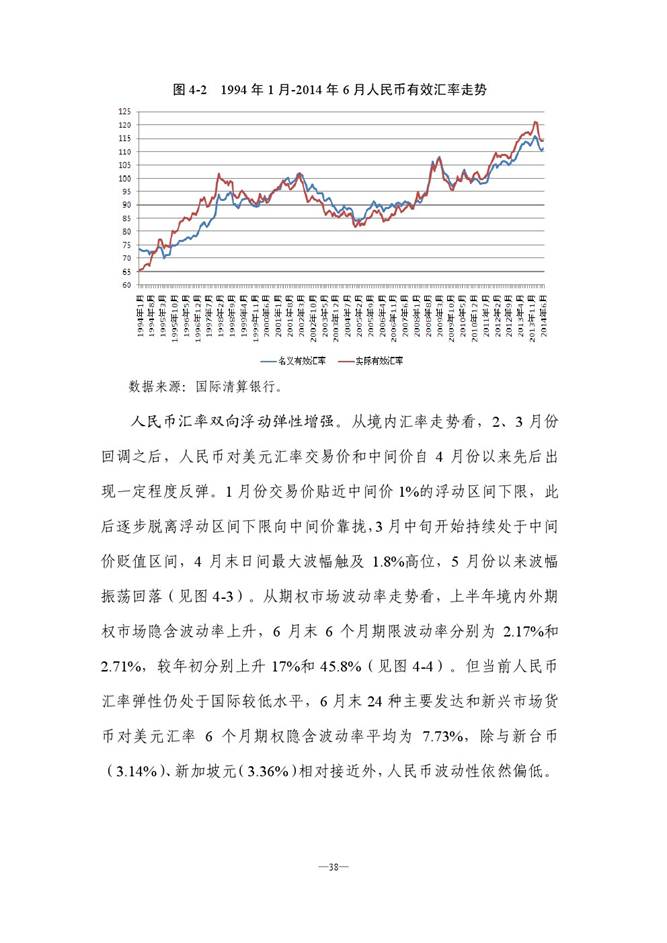 图 4-2 1994 年 1 月-2014 年 6 月人民币有效汇率走势
125
120
115
110
105
100
95
90
85
80
75
70
65
60
1994年1月
1994年8月
1995年3月
1995年10月
1996年5月
1996年12月
1997年7月
1998年2月
1998年9月
1999年4月
1999年11月
2000年6月
2001年1月
2001年8月
2002年3月
2002年10月
2003年5月
2003年12月
2004年7月
2005年2月
2005年9月
2006年4月
2006年11月
2007年6月
2008年1月
2008年8月
2009年3月
2009年10月
2010年5月
2010年12月
2011年7月
2012年2月
2012年9月
2013年4月
2013年11月
2014年6月
名义有效汇率 实际有效汇率
数据来源：国际清算银行。
人民币汇率双向浮动弹性增强。从境内汇率走势看，2、3 月份
回调之后，人民币对美元汇率交易价和中间价自 4 月份以来先后出
现一定程度反弹。1 月份交易价贴近中间价 1%的浮动区间下限，此
后逐步脱离浮动区间下限向中间价靠拢，3 月中旬开始持续处于中间
价贬值区间，4 月末日间最大波幅触及 1.8%高位，5 月份以来波幅
振荡回落（见图 4-3）。从期权市场波动率走势看，上半年境内外期
权市场隐含波动率上升，6 月末 6 个月期限波动率分别为 2.17%和
2.71%，较年初分别上升 17%和 45.8%（见图 4-4）。但当前人民币
汇率弹性仍处于国际较低水平，6 月末 24 种主要发达和新兴市场货
币对美元汇率 6 个月期权隐含波动率平均为 7.73%，除与新台币
（3.14%）、新加坡元（3.36%）相对接近外，人民币波动性依然偏低。
—38—